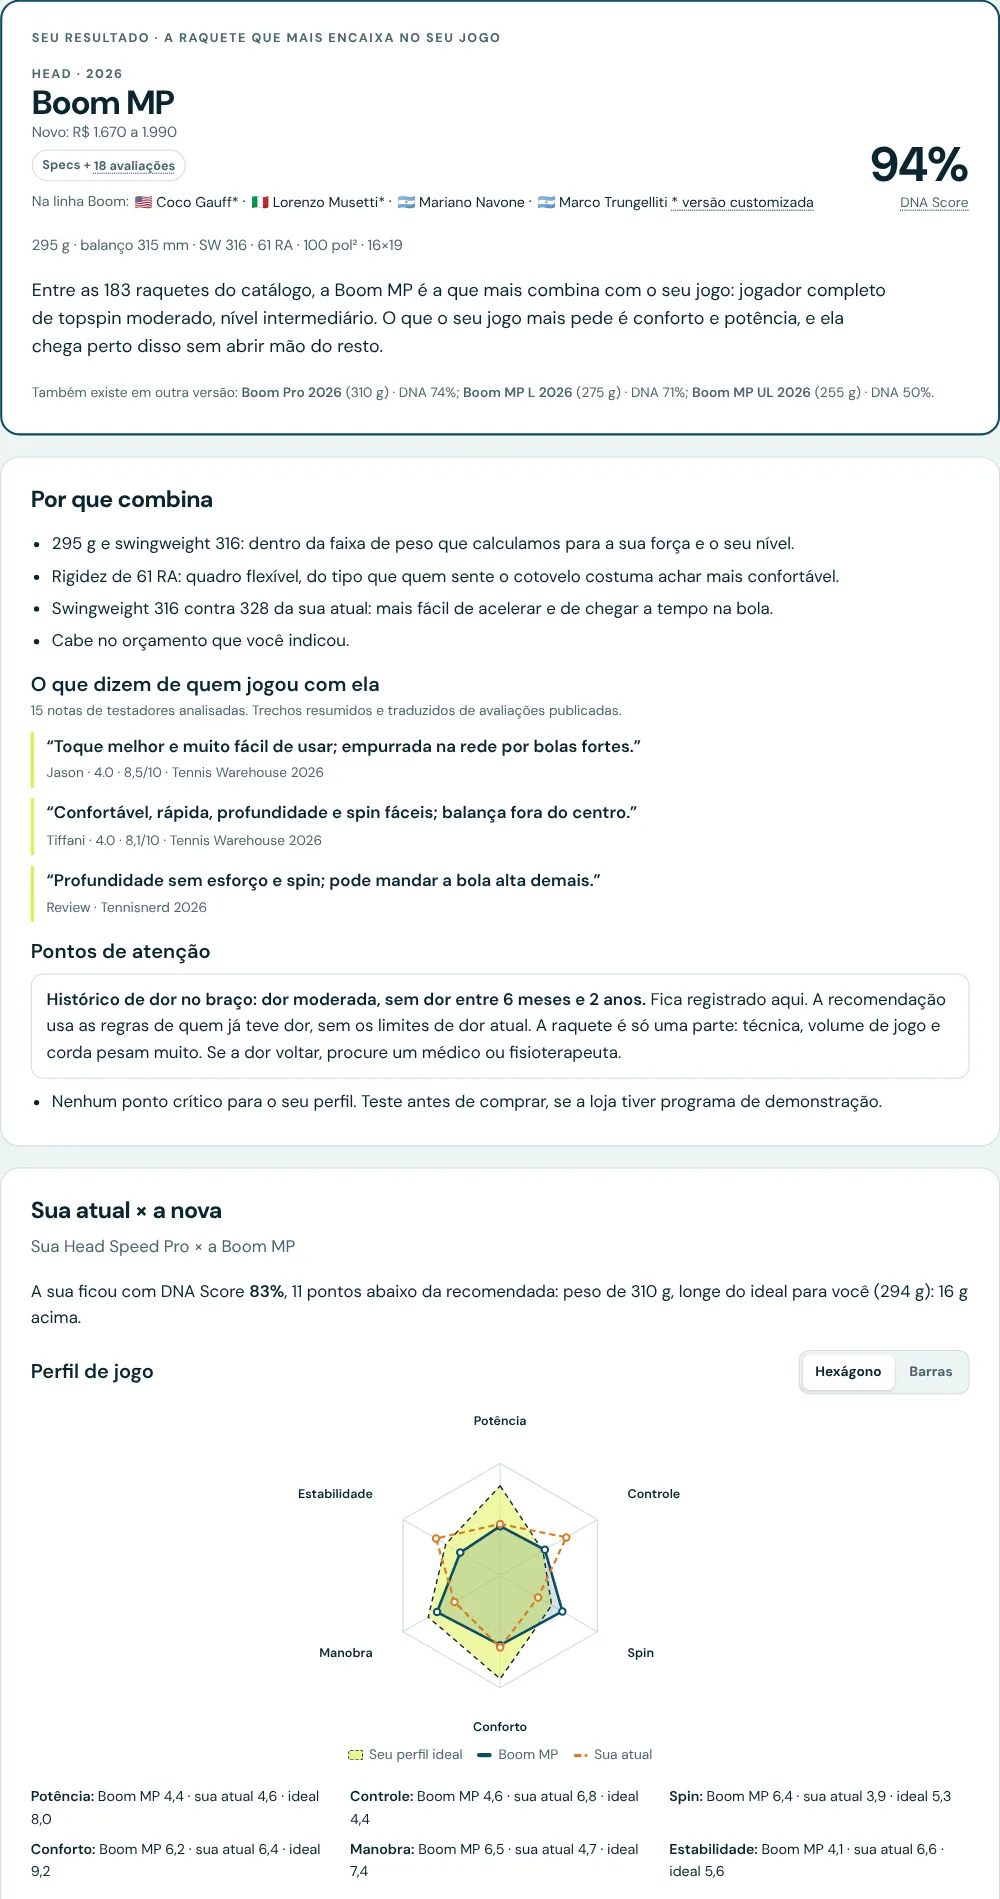 SEU RESULTADO · A RAQUETE QUE MAIS ENCAIXA NO SEU JOGO
HEAD · 2026
Boom MP
Novo: R$ 1.670 a 1.990
Specs + 18 avaliações
94%
Na linha Boom: 🇺🇸 Coco Gauff* · 🇮🇹 Lorenzo Musetti* · 🇦🇷 Mariano Navone · 🇦🇷 Marco Trungelliti * versão customizada
DNA Score
295 g · balanço 315 mm · SW 316 · 61 RA · 100 pol² · 16×19
Entre as 183 raquetes do catálogo, a Boom MP é a que mais combina com o seu jogo: jogador completo
de topspin moderado, nível intermediário. O que o seu jogo mais pede é conforto e potência, e ela
chega perto disso sem abrir mão do resto.
Também existe em outra versão: Boom Pro 2026 (310 g) · DNA 74%; Boom MP L 2026 (275 g) · DNA 71%; Boom MP UL 2026 (255 g) · DNA 50%.
Por que combina
• 295 g e swingweight 316: dentro da faixa de peso que calculamos para a sua força e o seu nível.
• Rigidez de 61 RA: quadro flexível, do tipo que quem sente o cotovelo costuma achar mais confortável.
• Swingweight 316 contra 328 da sua atual: mais fácil de acelerar e de chegar a tempo na bola.
• Cabe no orçamento que você indicou.
O que dizem de quem jogou com ela
15 notas de testadores analisadas. Trechos resumidos e traduzidos de avaliações publicadas.
“Toque melhor e muito fácil de usar; empurrada na rede por bolas fortes.”
Jason · 4.0 · 8,5/10 · Tennis Warehouse 2026
“Confortável, rápida, profundidade e spin fáceis; balança fora do centro.”
Tiffani · 4.0 · 8,1/10 · Tennis Warehouse 2026
“Profundidade sem esforço e spin; pode mandar a bola alta demais.”
Review · Tennisnerd 2026
Pontos de atenção
Histórico de dor no braço: dor moderada, sem dor entre 6 meses e 2 anos. Fica registrado aqui. A recomendação
usa as regras de quem já teve dor, sem os limites de dor atual. A raquete é só uma parte: técnica, volume de jogo e
corda pesam muito. Se a dor voltar, procure um médico ou fisioterapeuta.
• Nenhum ponto crítico para o seu perfil. Teste antes de comprar, se a loja tiver programa de demonstração.
Sua atual × a nova
Sua Head Speed Pro × a Boom MP
A sua ficou com DNA Score 83%, 11 pontos abaixo da recomendada: peso de 310 g, longe do ideal para você (294 g): 16 g
acima.
Perfil de jogo
Hexágono Barras
Potência
Estabilidade
Controle
Manobra
Spin
Conforto
Seu perfil ideal Boom MP Sua atual
Potência: Boom MP 4,4 · sua atual 4,6 · ideal
8,0
Controle: Boom MP 4,6 · sua atual 6,8 · ideal
4,4
Spin: Boom MP 6,4 · sua atual 3,9 · ideal 5,3
Conforto: Boom MP 6,2 · sua atual 6,4 · ideal
9,2
Manobra: Boom MP 6,5 · sua atual 4,7 · ideal
7,4
Estabilidade: Boom MP 4,1 · sua atual 6,6 ·
ideal 5,6